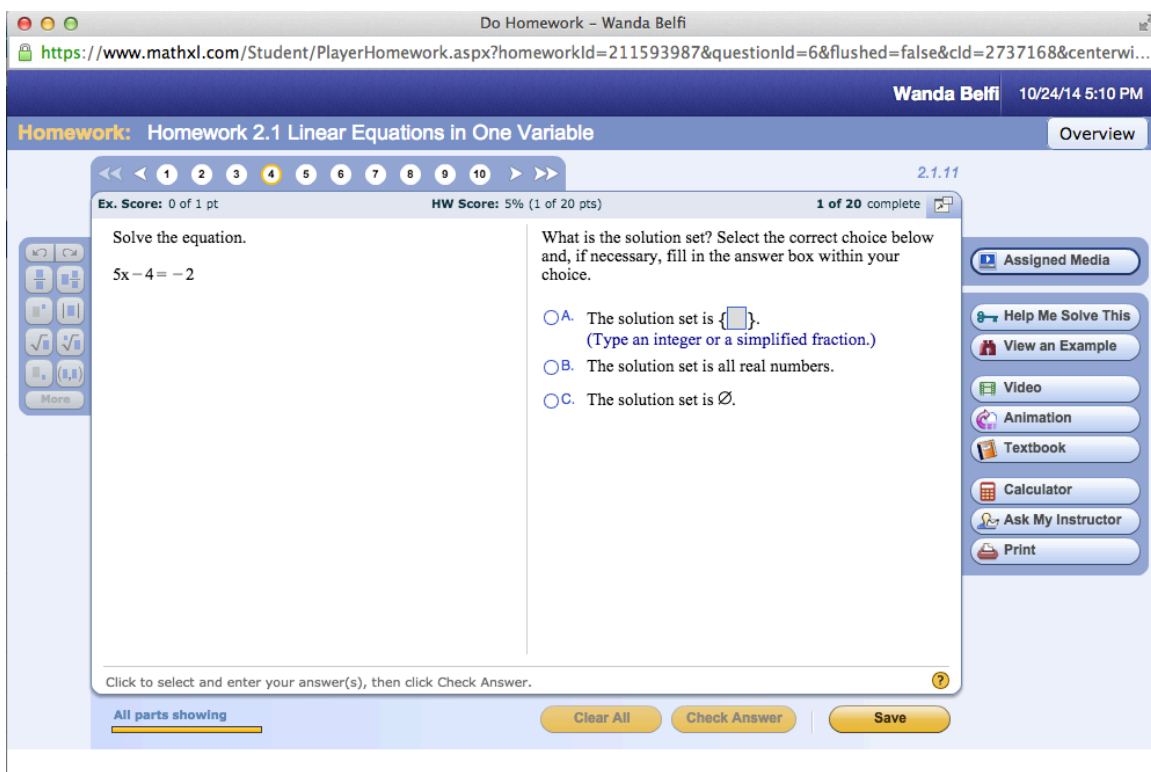 Do Homework – Wanda Belfi
https://www.mathxl.com/Student/PlayerHomework.aspx?homeworkId=211593987&questionId=6&flushed=false&cId=2737168&centerwi...
Wanda Belfi 10/24/14 5:10 PM
Homework: Homework 2.1 Linear Equations in One Variable
Overview
1 2 3 4 5 6 7 8 9 10
2.1.11
Ex. Score: 0 of 1 pt HW Score: 5% (1 of 20 pts) 1 of 20 complete
Solve the equation.
5x − 4 = − 2
What is the solution set? Select the correct choice below
and, if necessary, fill in the answer box within your
choice.
A. The solution set is { }.
(Type an integer or a simplified fraction.)
B. The solution set is all real numbers.
C. The solution set is ∅.
More
Assigned Media
Help Me Solve This
View an Example
Video
Animation
Textbook
Calculator
Ask My Instructor
Print
Click to select and enter your answer(s), then click Check Answer.
?
All parts showing
Clear All
Check Answer
Save